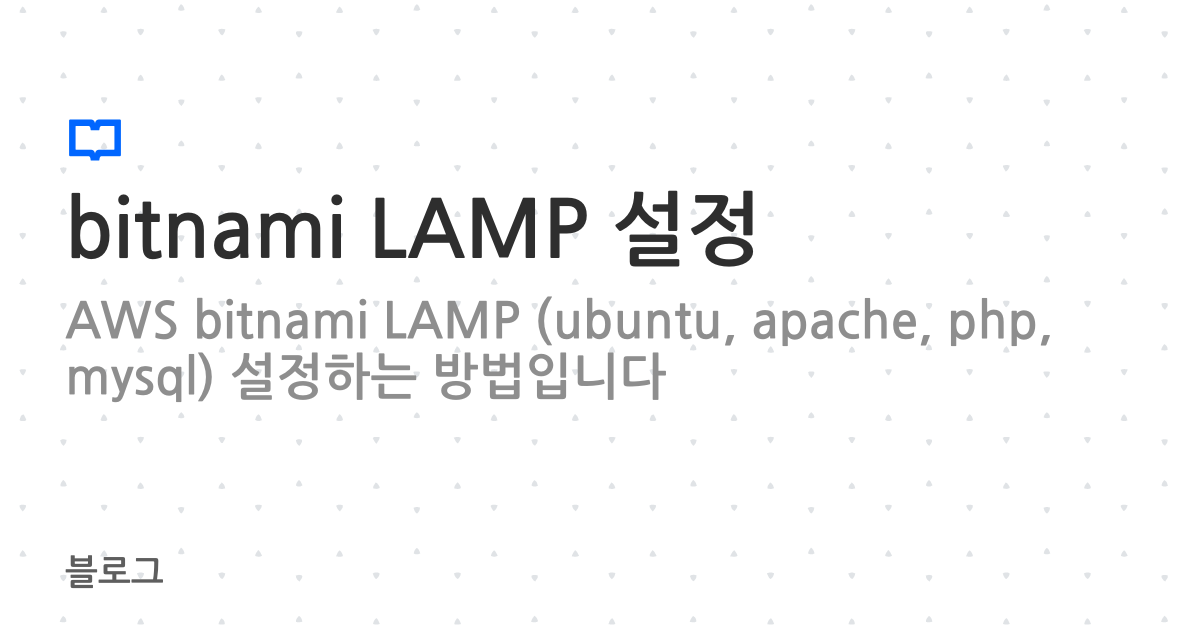 bitnami LAMP 설정
AWS bitnami LAMP (ubuntu, apache, php,
mysql) 설정하는 방법입니다
블로그